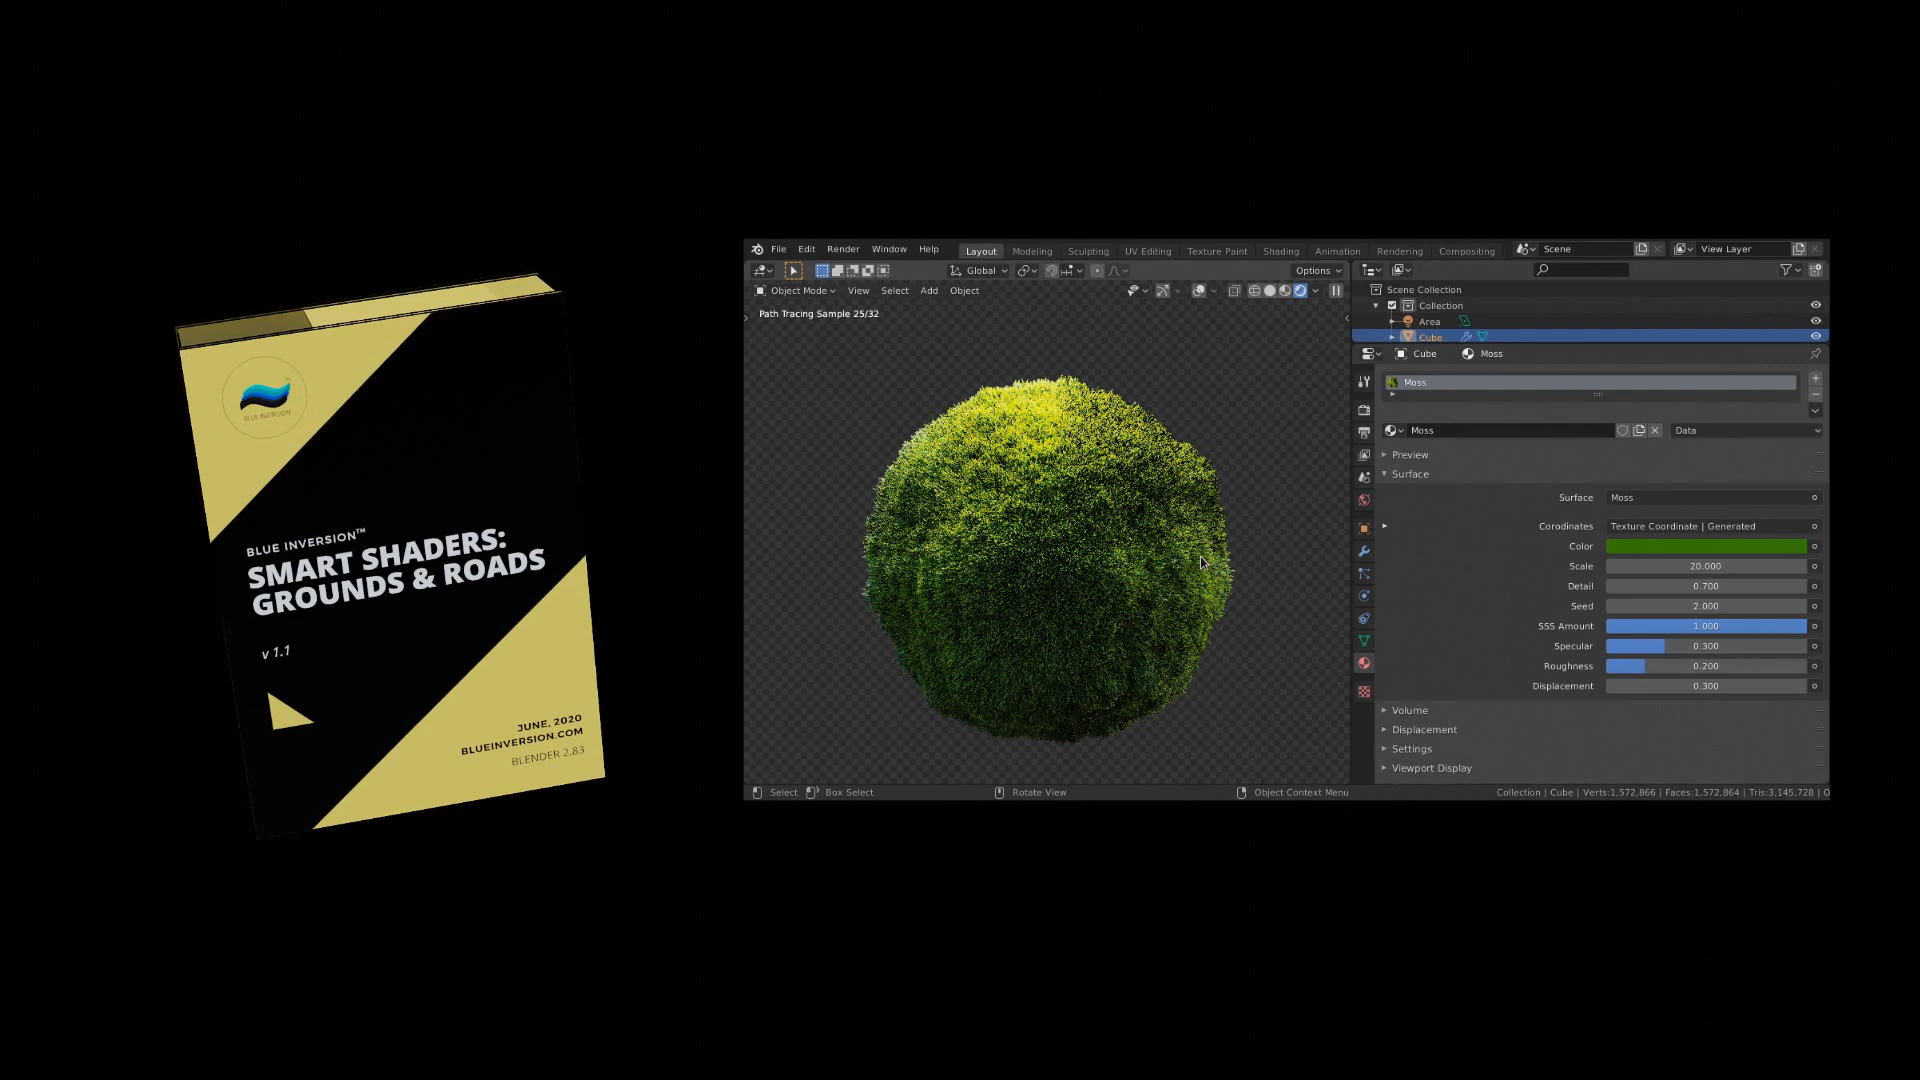 BLUE INVERSION
BLUE INVERSION™
SMART SHADERS:
GROUNDS & ROADS
v 1.1
JUNE, 2020
BLUEINVERSION.COM
BLENDER 2.83
File Edit Render Window Help Layout Modeling Sculpting UV Editing Texture Paint Shading Animation Rendering Compositing Scene View Layer
Global Options
Object Mode View Select Add Object
Path Tracing Sample 25/32
Scene Collection
Collection
Area
Cube
Cube Moss
Moss
Moss Data
Preview
Surface
Surface Moss
Corodinates Texture Coordinate | Generated
Color
Scale 20.000
Detail 0.700
Seed 2.000
SSS Amount 1.000
Specular 0.300
Roughness 0.200
Displacement 0.300
Volume
Displacement
Settings
Viewport Display
Select Box Select Rotate View Object Context Menu Collection | Cube | Verts:1,572,866 | Faces:1,572,864 | Tris:3,145,728 | O